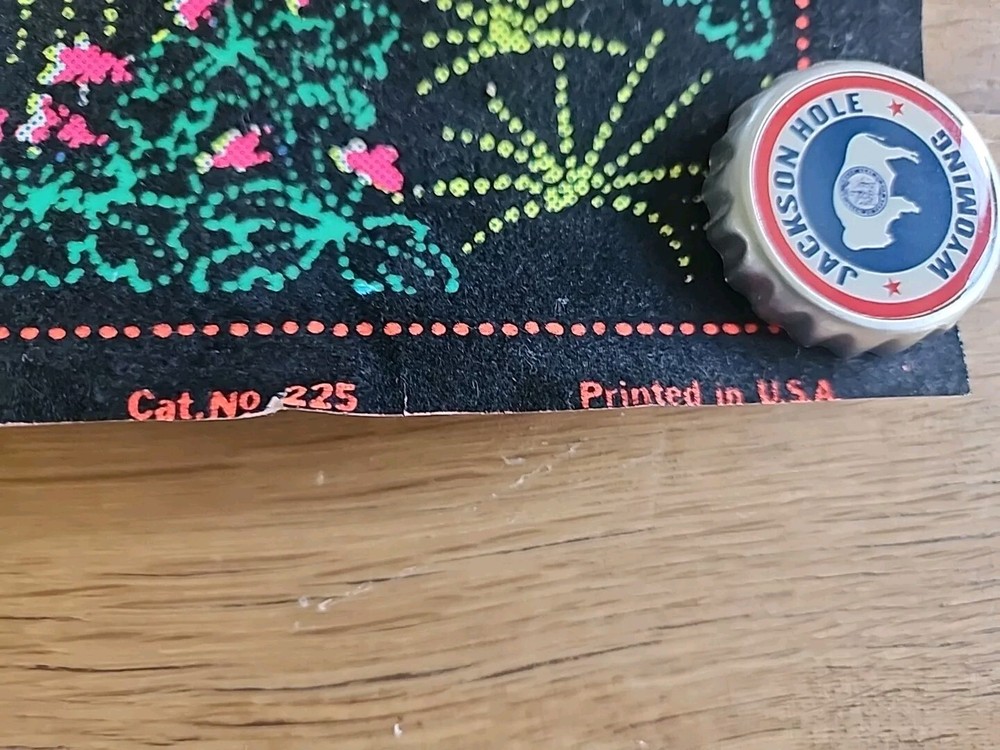 JACKSON HOLE
WYOMING
Cat. No 225
Printed in U.S.A